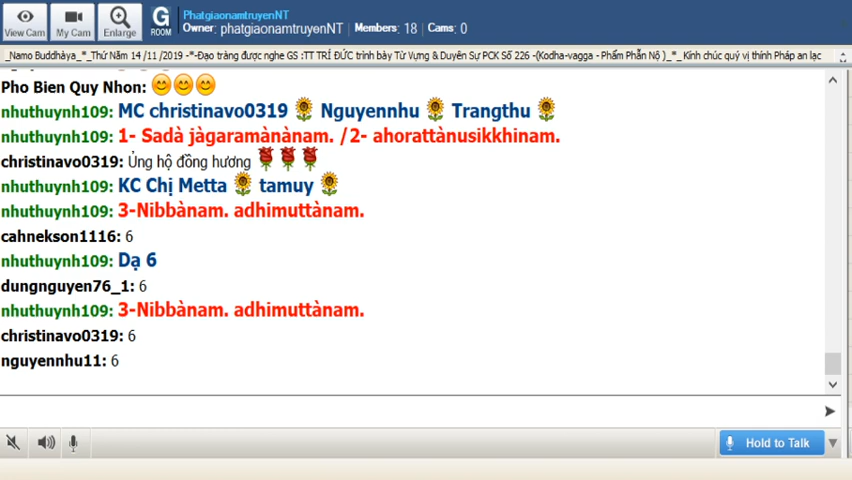 View Cam
My Cam
Enlarge
G
ROOM
PhatgiaonamtruyenNT
Owner: phatgiaonamtruyenNT | Members: 18 | Cams: 0
_Namo Buddhàya_*_Thứ Năm 14 /11 /2019 -*-Đạo tràng được nghe GS :TT TRÍ ĐỨC trình bày Từ Vựng & Duyên Sự PCK Số 226 -(Kodha-vagga - Phẩm Phẫn Nộ )_*_ Kính chúc quý vị thính Pháp an lạc
Pho Bien Quy Nhon:
nhuthuynh109: MC christinavo0319 Nguyennhu Trangthu
nhuthuynh109: 1- Sadà jàgaramànànam. /2- ahorattànusikkhinam.
christinavo0319: Ủng hộ đồng hương
nhuthuynh109: KC Chị Metta tamuy
nhuthuynh109: 3-Nibbànam. adhimuttànam.
cahnekson1116: 6
nhuthuynh109: Dạ 6
dungnguyen76_1: 6
nhuthuynh109: 3-Nibbànam. adhimuttànam.
christinavo0319: 6
nguyennhu11: 6
Hold to Talk